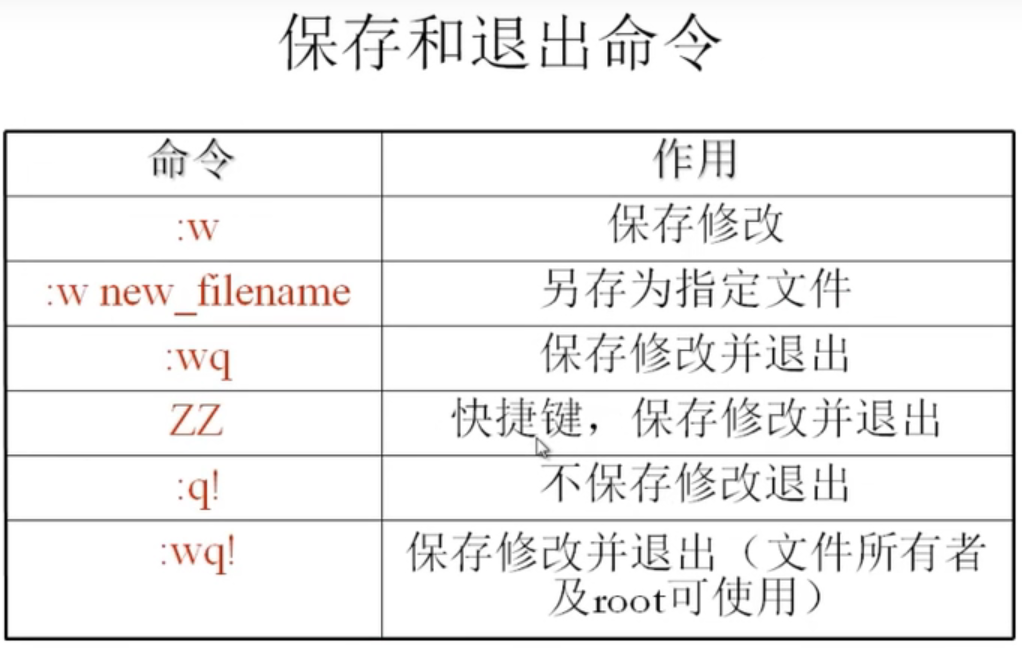 保存和退出命令
命令 作用
:w 保存修改
:w new_filename 另存为指定文件
:wq 保存修改并退出
ZZ 快捷键，保存修改并退出
:q! 不保存修改退出
:wq! 保存修改并退出（文件所有者
及root可使用）